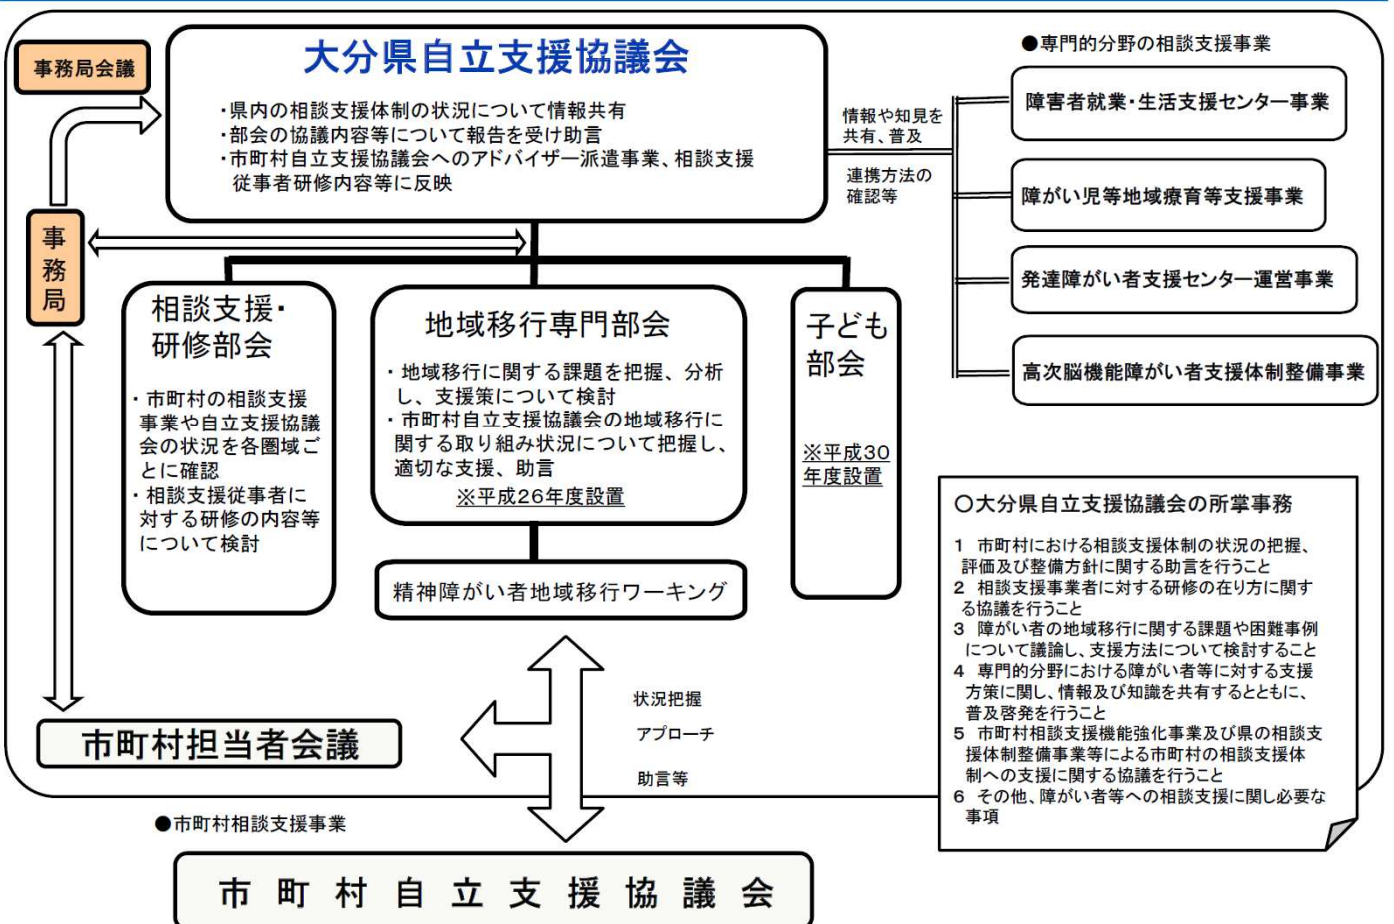 事務局会議
大分県自立支援協議会
・県内の相談支援体制の状況について情報共有
・部会の協議内容等について報告を受け助言
・市町村自立支援協議会へのアドバイザー派遣事業、相談支援
従事者研修内容等に反映
情報や知見を
共有、普及
連携方法の
確認等
●専門的分野の相談支援事業
障害者就業・生活支援センター事業
障がい児等地域療育等支援事業
発達障がい者支援センター運営事業
高次脳機能障がい者支援体制整備事業
事務局
相談支援・
研修部会
・市町村の相談支援
事業や自立支援協議
会の状況を各圏域ご
とに確認
・相談支援従事者に
対する研修の内容等
について検討
地域移行専門部会
・地域移行に関する課題を把握、分析
し、支援策について検討
・市町村自立支援協議会の地域移行に
関する取り組み状況について把握し、
適切な支援、助言
※平成26年度設置
精神障がい者地域移行ワーキング
子ども
部会
※平成30
年度設置
状況把握
アプローチ
助言等
市町村担当者会議
●市町村相談支援事業
市町村自立支援協議会
〇大分県自立支援協議会の所掌事務
1 市町村における相談支援体制の状況の把握、
評価及び整備方針に関する助言を行うこと
2 相談支援事業者に対する研修の在り方に関す
る協議を行うこと
3 障がい者の地域移行に関する課題や困難事例
について議論し、支援方法について検討すること
4 専門的分野における障がい者等に対する支援
方策に関し、情報及び知識を共有するとともに、
普及啓発を行うこと
5 市町村相談支援機能強化事業及び県の相談支
援体制整備事業等による市町村の相談支援体
制への支援に関する協議を行うこと
6 その他、障がい者等への相談支援に関し必要な
事項